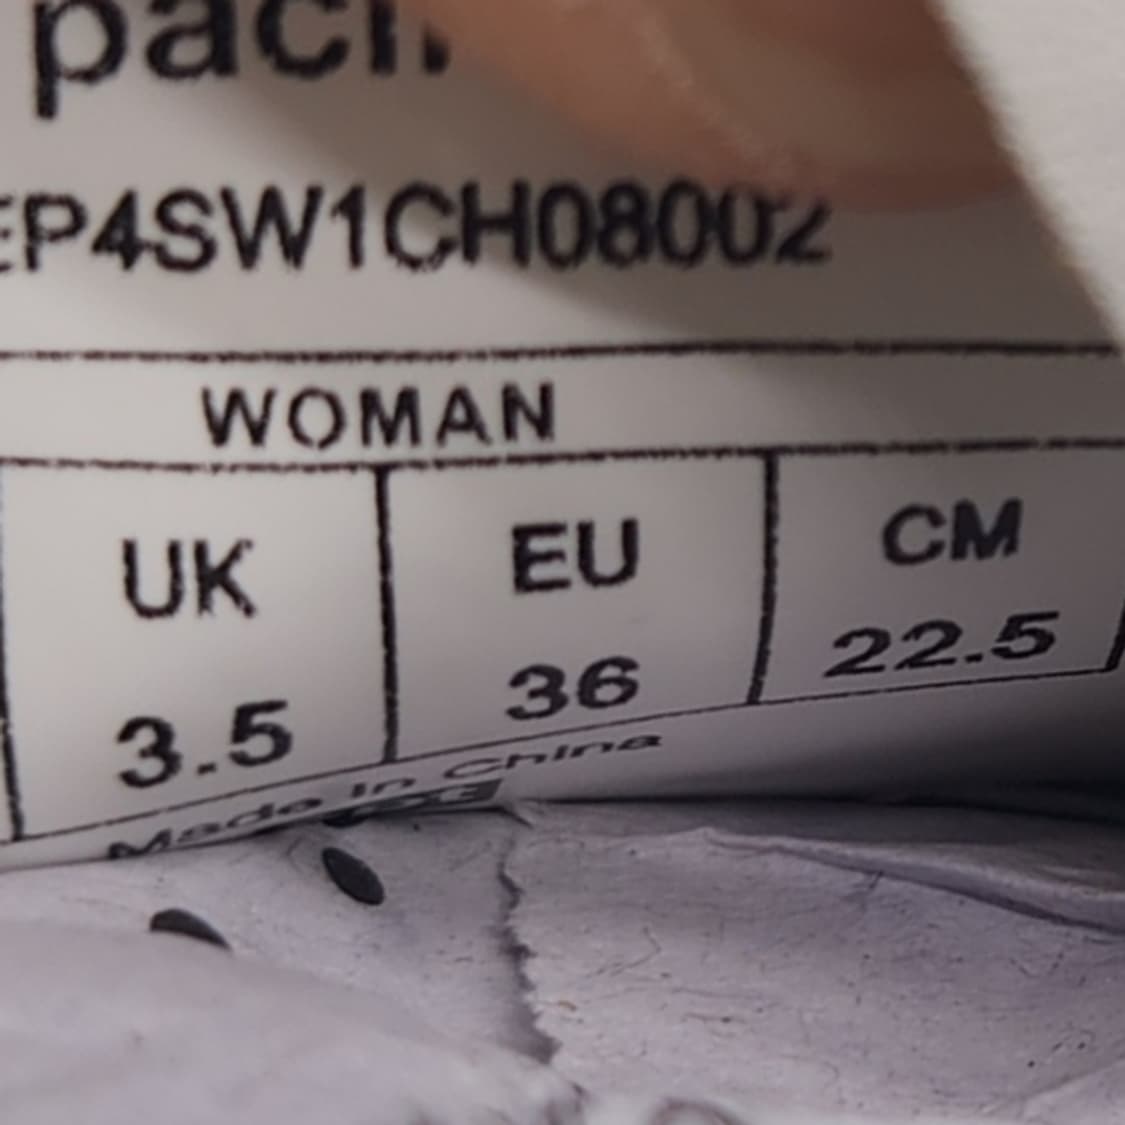 EP4SW1CH08002
WOMAN
UK EU CM
3.5 36 22.5
Made in China